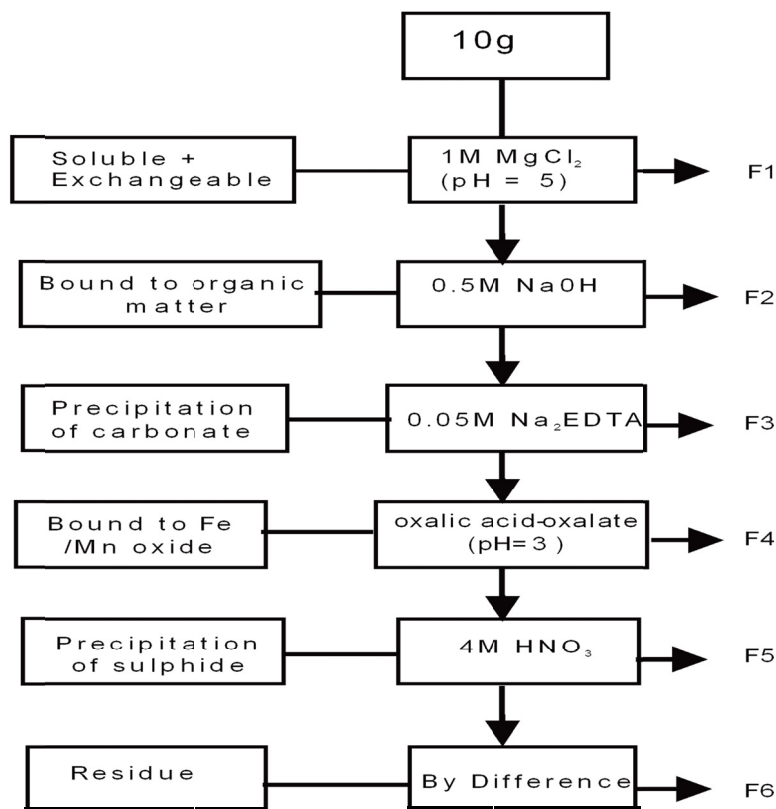 10g
Soluble +
Exchangeable
1M MgCl₂
(pH = 5)
F1
Bound to organic
matter
0.5M Na0H
F2
Precipitation
of carbonate
0.05M Na₂EDTA
F3
Bound to Fe
/Mn oxide
oxalic acid-oxalate
(pH=3 )
F4
Precipitation
of sulphide
4M HNO₃
F5
Residue
By Difference
F6